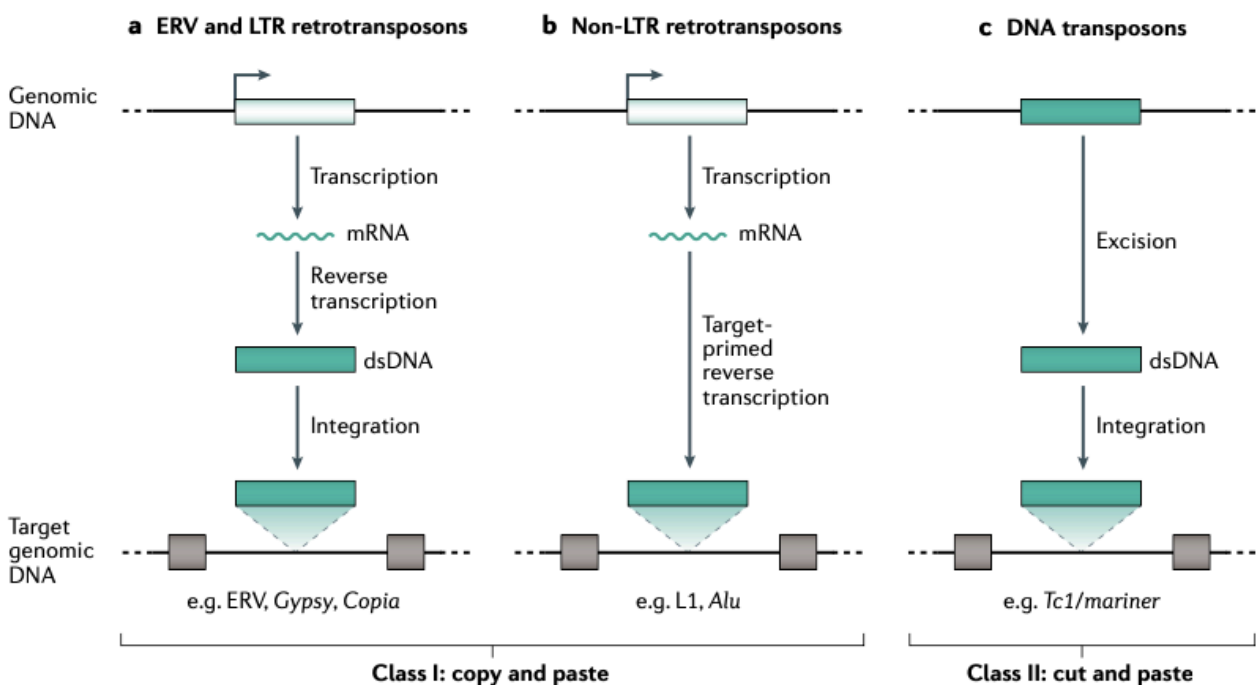 a ERV and LTR retrotransposons
b Non-LTR retrotransposons
c DNA transposons
Genomic
DNA
Transcription
mRNA
Reverse
transcription
dsDNA
Integration
Transcription
mRNA
Target-
primed
reverse
transcription
Excision
dsDNA
Integration
Target
genomic
DNA
e.g. ERV, Gypsy, Copia
e.g. L1, Alu
e.g. Tc1/mariner
Class I: copy and paste
Class II: cut and paste